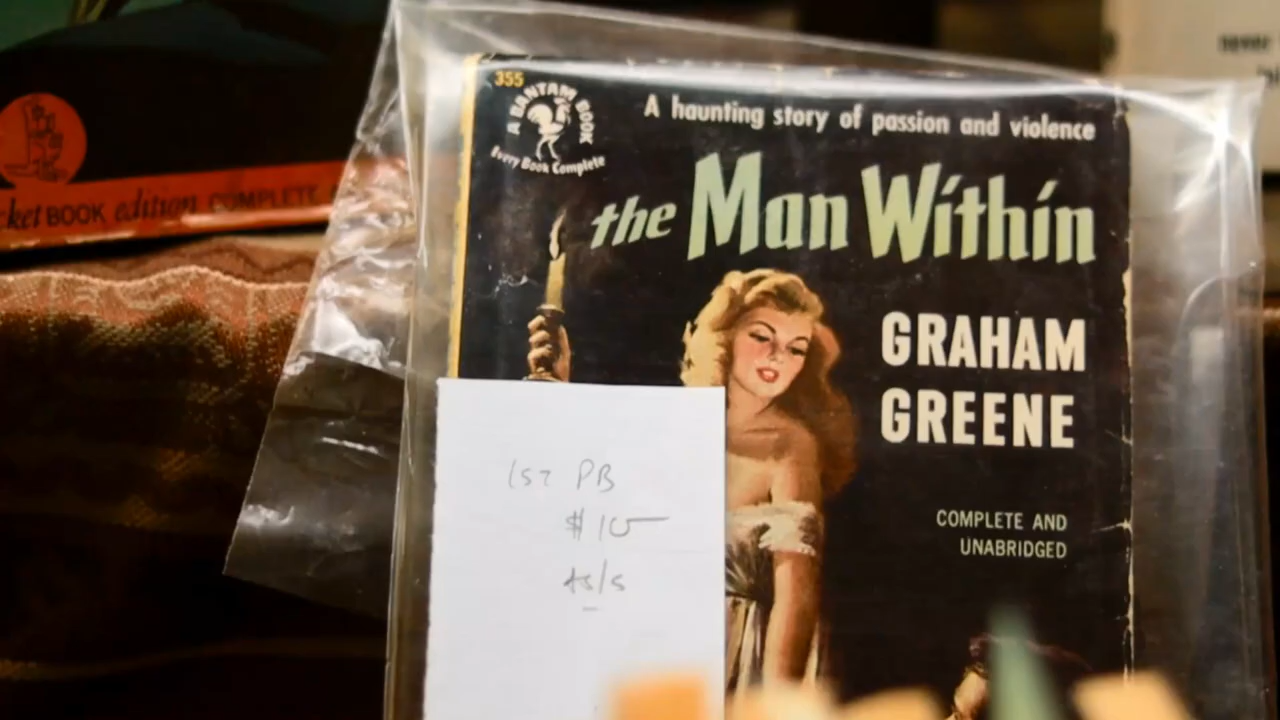 355
A BANTAM BOOK
Every Book Complete
A haunting story of passion and violence
the Man Within
GRAHAM
GREENE
COMPLETE AND
UNABRIDGED
1ST PB
ket BOOK edition COMPLETE
never